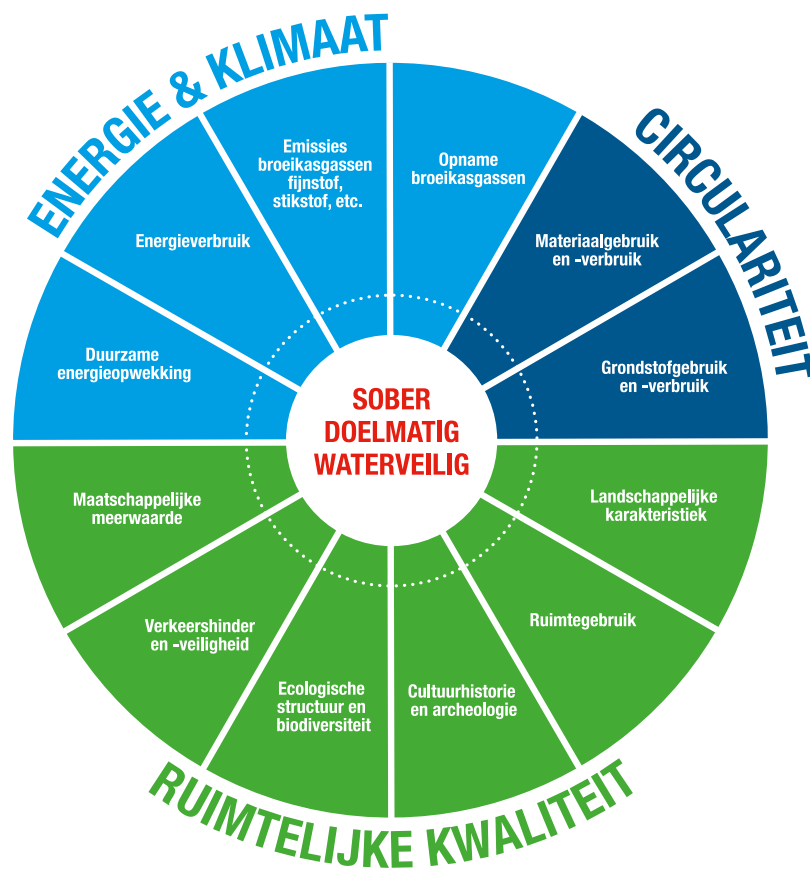 ENERGIE & KLIMAAT
CIRCULARITEIT
Emissies
broeikasgassen
fijnstof,
stikstof, etc.
Opname
broeikasgassen
Energieverbruik
Materiaalgebruik
en -verbruik
Duurzame
energieopwekking
Grondstofgebruik
en -verbruik
SOBER
DOELMATIG
WATERVEILIG
Maatschappelijke
meerwaarde
Landschappelijke
karakteristiek
Verkeershinder
en -veiligheid
Ruimtegebruik
Ecologische
structuur en
biodiversiteit
Cultuurhistorie
en archeologie
RUIMTELIJKE KWALITEIT